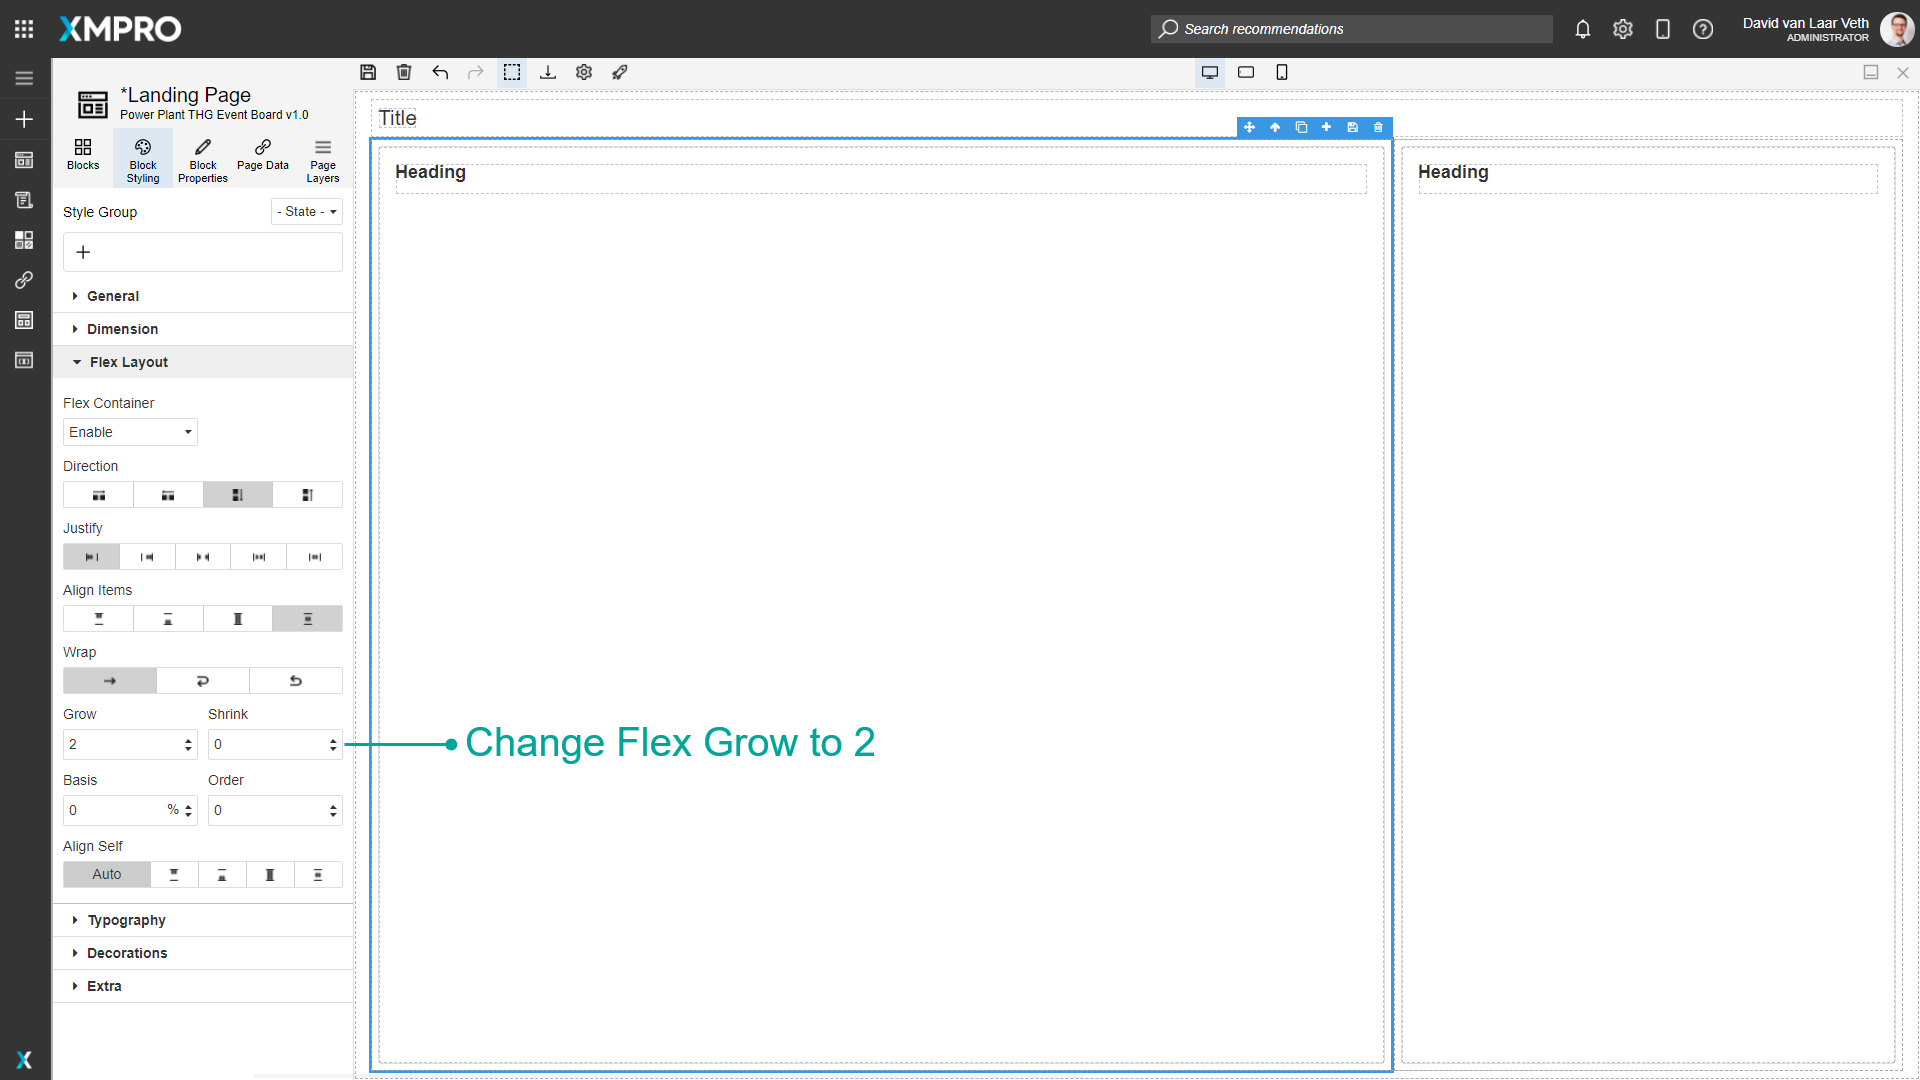 XMPRO
Search recommendations
David van Laar Veth
ADMINISTRATOR
*Landing Page
Power Plant THG Event Board v1.0
Blocks
Block Styling
Block Properties
Page Data
Page Layers
Style Group
- State -
General
Dimension
Flex Layout
Flex Container
Enable
Direction
Justify
Align Items
Wrap
Grow Shrink
2 0
Basis Order
0 % 0
Align Self
Auto
Typography
Decorations
Extra
Title
Heading
Heading
Change Flex Grow to 2